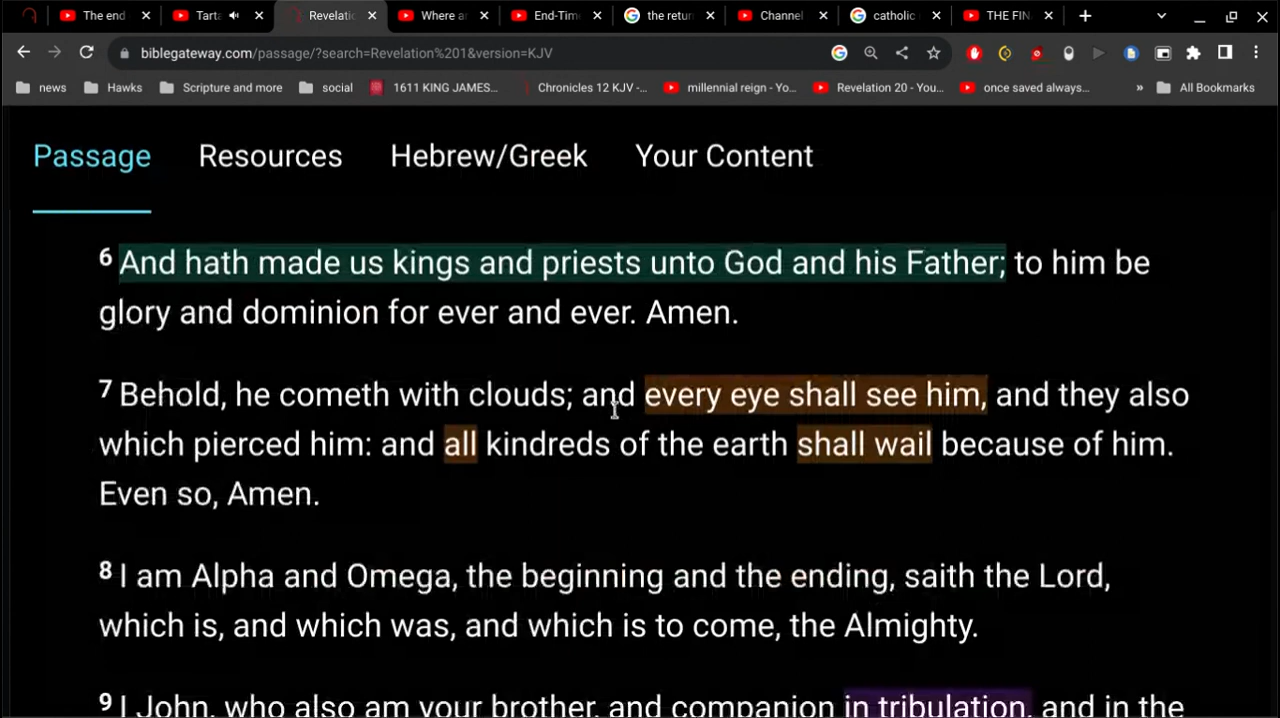 The end
Tarta
Revelati
Where a
End-Tim
the retur
Channel
catholic
THE FIN
biblegateway.com/passage/?search=Revelation%201&version=KJV
news
Hawks
Scripture and more
social
1611 KING JAMES...
Chronicles 12 KJV -...
millennial reign - Yo...
Revelation 20 - You...
once saved always...
»
All Bookmarks
Passage
Resources
Hebrew/Greek
Your Content
6 And hath made us kings and priests unto God and his Father; to him be
glory and dominion for ever and ever. Amen.
7 Behold, he cometh with clouds; and every eye shall see him, and they also
which pierced him: and all kindreds of the earth shall wail because of him.
Even so, Amen.
8 I am Alpha and Omega, the beginning and the ending, saith the Lord,
which is, and which was, and which is to come, the Almighty.
9 I John, who also am your brother, and companion in tribulation, and in the